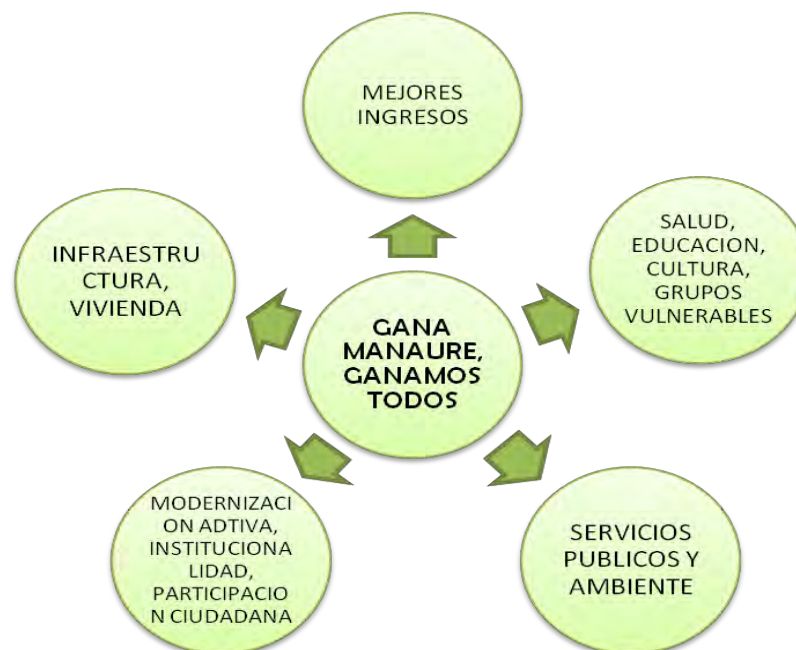 MEJORES
INGRESOS
SALUD,
EDUCACION,
CULTURA,
GRUPOS
VULNERABLES
INFRAESTRU
CTURA,
VIVIENDA
GANA
MANAURE,
GANAMOS
TODOS
MODERNIZACI
ON ADTIVA,
INSTITUCIONA
LIDAD,
PARTICIPACIO
N CIUDADANA
SERVICIOS
PUBLICOS Y
AMBIENTE